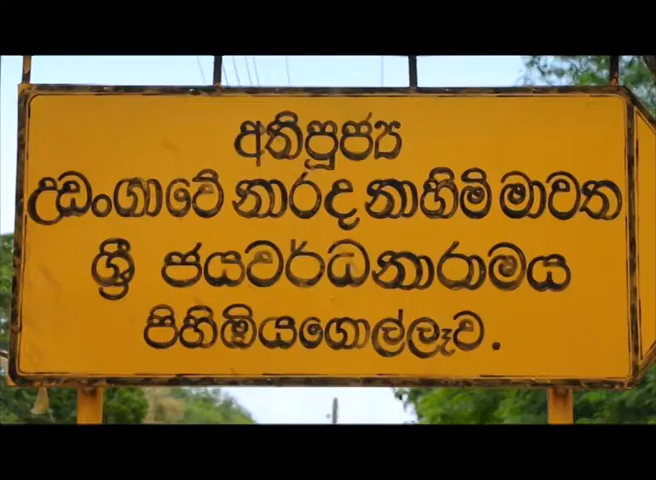 අතිපූජ්‍ය
උඩංගාවේ නාරද නාහිමි මාවත
ශ්‍රී ජයවර්ධනාරාමය
පිහිඹියගොල්ලෑව.